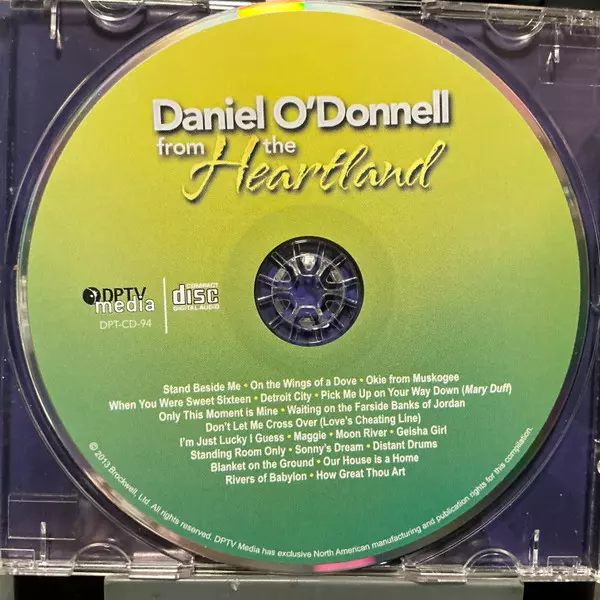 Daniel O'Donnell
from the Heartland
DPTV
media
DPT-CD-94
COMPACT
disc
DIGITAL AUDIO
Stand Beside Me • On the Wings of a Dove • Okie from Muskogee
When You Were Sweet Sixteen • Detroit City • Pick Me Up on Your Way Down (Mary Duff)
Only This Moment is Mine • Waiting on the Farside Banks of Jordan
Don't Let Me Cross Over (Love's Cheating Line)
I'm Just Lucky I Guess • Maggie • Moon River • Geisha Girl
Standing Room Only • Sonny's Dream • Distant Drums
Blanket on the Ground • Our House is a Home
Rivers of Babylon • How Great Thou Art
© 2013 Brockwell, Ltd. All rights reserved. DPTV Media has exclusive North American manufacturing and publication rights for this compilation.